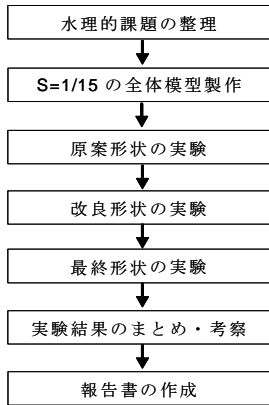 水理的課題の整理
S=1/15 の全体模型製作
原案形状の実験
改良形状の実験
最終形状の実験
実験結果のまとめ・考察
報告書の作成